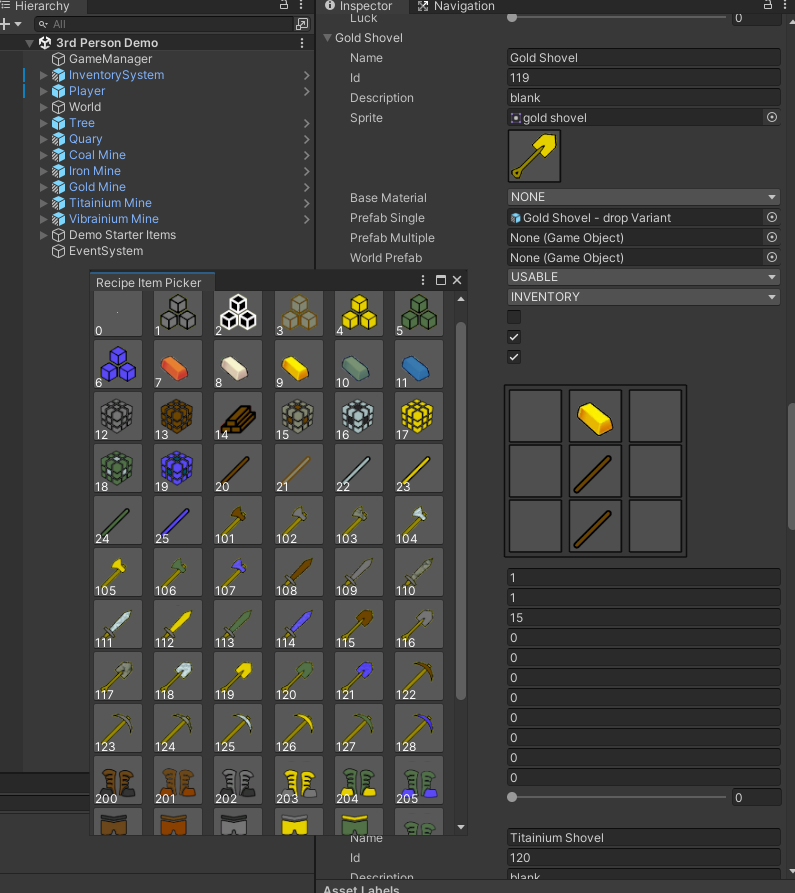 Hierarchy
All
3rd Person Demo
GameManager
InventorySystem
Player
World
Tree
Quary
Coal Mine
Iron Mine
Gold Mine
Titainium Mine
Vibrainium Mine
Demo Starter Items
EventSystem
Inspector Navigation
Luck 0
Gold Shovel
Name Gold Shovel
Id 119
Description blank
Sprite gold shovel
Base Material NONE
Prefab Single Gold Shovel - drop Variant
Prefab Multiple None (Game Object)
World Prefab None (Game Object)
USABLE
INVENTORY
Recipe Item Picker
0 1 2 3 4 5
6 7 8 9 10 11
12 13 14 15 16 17
18 19 20 21 22 23
24 25 101 102 103 104
105 106 107 108 109 110
111 112 113 114 115 116
117 118 119 120 121 122
123 124 125 126 127 128
200 201 202 203 204 205
1
1
15
0
0
0
0
0
0
0
0
0
Name Titainium Shovel
Id 120
Description blank
Asset Labels